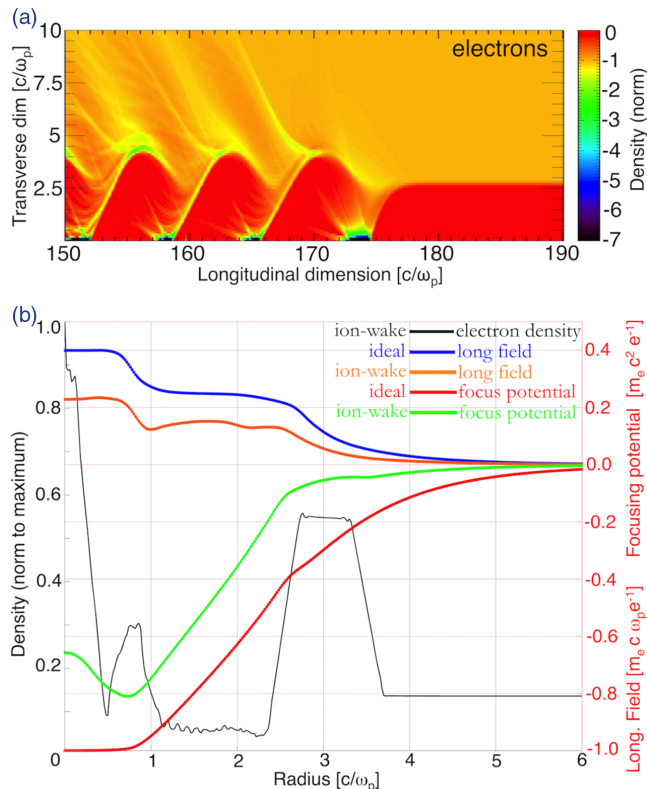 (a)
electrons
10
7.5
5
2.5
150
160
170
180
190
Transverse dim [c/ωp]
Longitudinal dimension [c/ωp]
0
-1
-2
-3
-4
-5
-6
-7
Density (norm)
(b)
ion-wake electron density
ideal long field
ion-wake long field
ideal focus potential
ion-wake focus potential
1.0
0.8
0.6
0.4
0.2
0
Density (norm to maximum)
0 1 2 3 4 5 6
Radius [c/ωp]
0.4
0.2
0.0
-0.2
-0.4
-0.6
-0.8
-1.0
Focusing potential [me c² e⁻¹]
Long. Field [me c ωp e⁻¹]